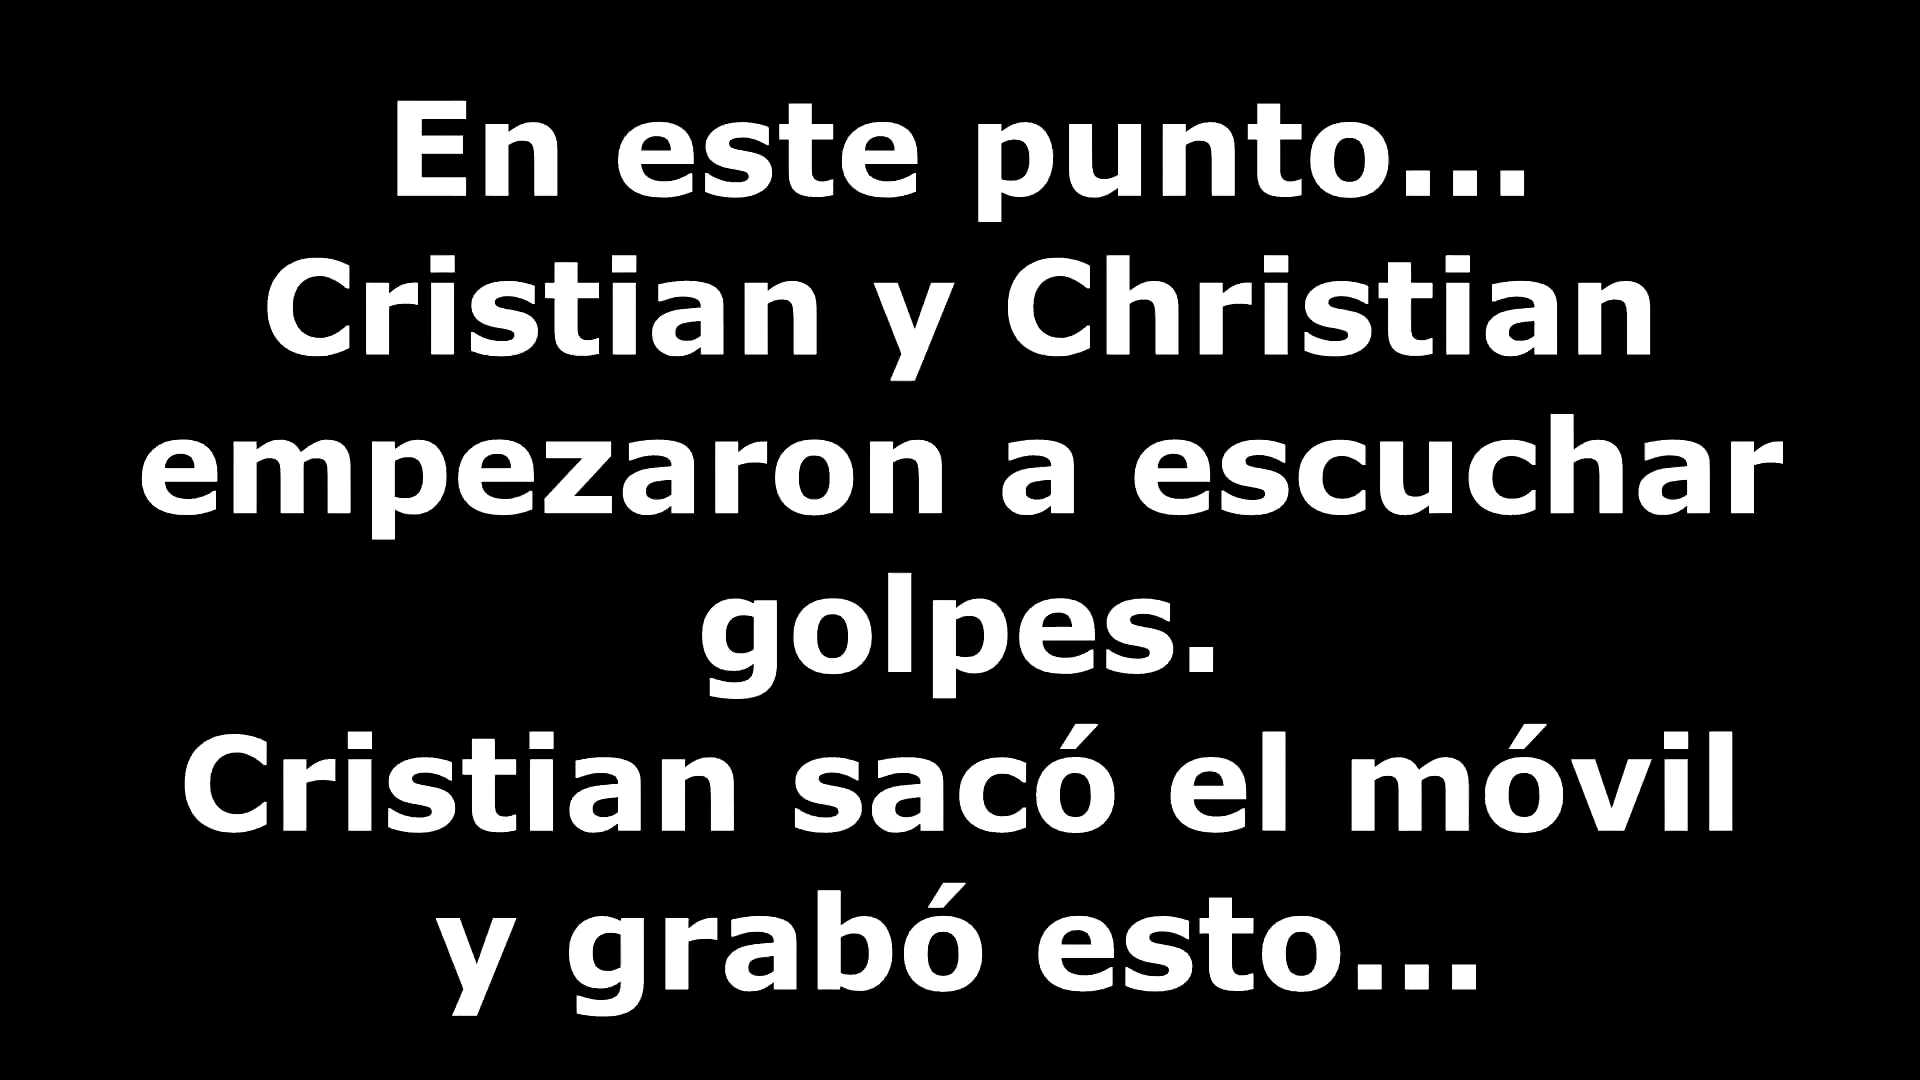 En este punto...
Cristian y Christian
empezaron a escuchar
golpes.
Cristian sacó el móvil
y grabó esto...